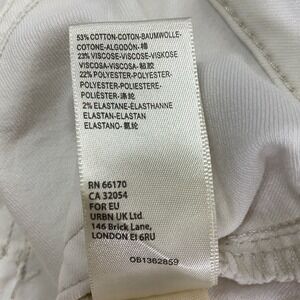 53% COTTON-COTON-BAUMWOLLE-
COTONE-ALGODÓN-棉
23% VISCOSE-VISCOSE-VISKOSE
VISCOSA-VISCOSA-粘胶
22% POLYESTER-POLYESTER-
POLYESTER-POLIESTERE-
POLIÉSTER-涤纶
2% ELASTANE-ÉLASTHANNE
ELASTAN-ELASTAN
ELASTANO-氨纶
RN 66170
CA 32054
FOR EU
URBN UK Ltd.
146 Brick Lane,
LONDON E1 6RU
OB1362859